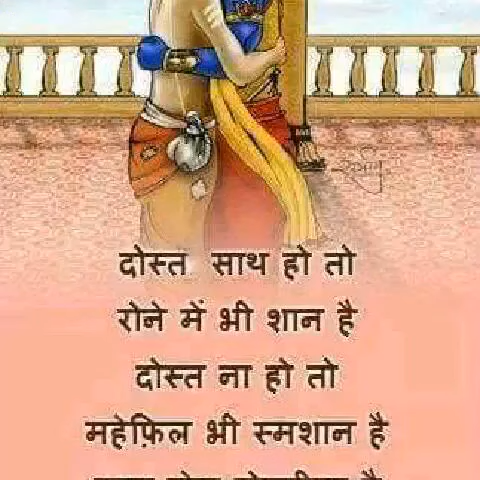 दोस्त साथ हो तो
रोने में भी शान है
दोस्त ना हो तो
महेफ़िल भी स्मशान है